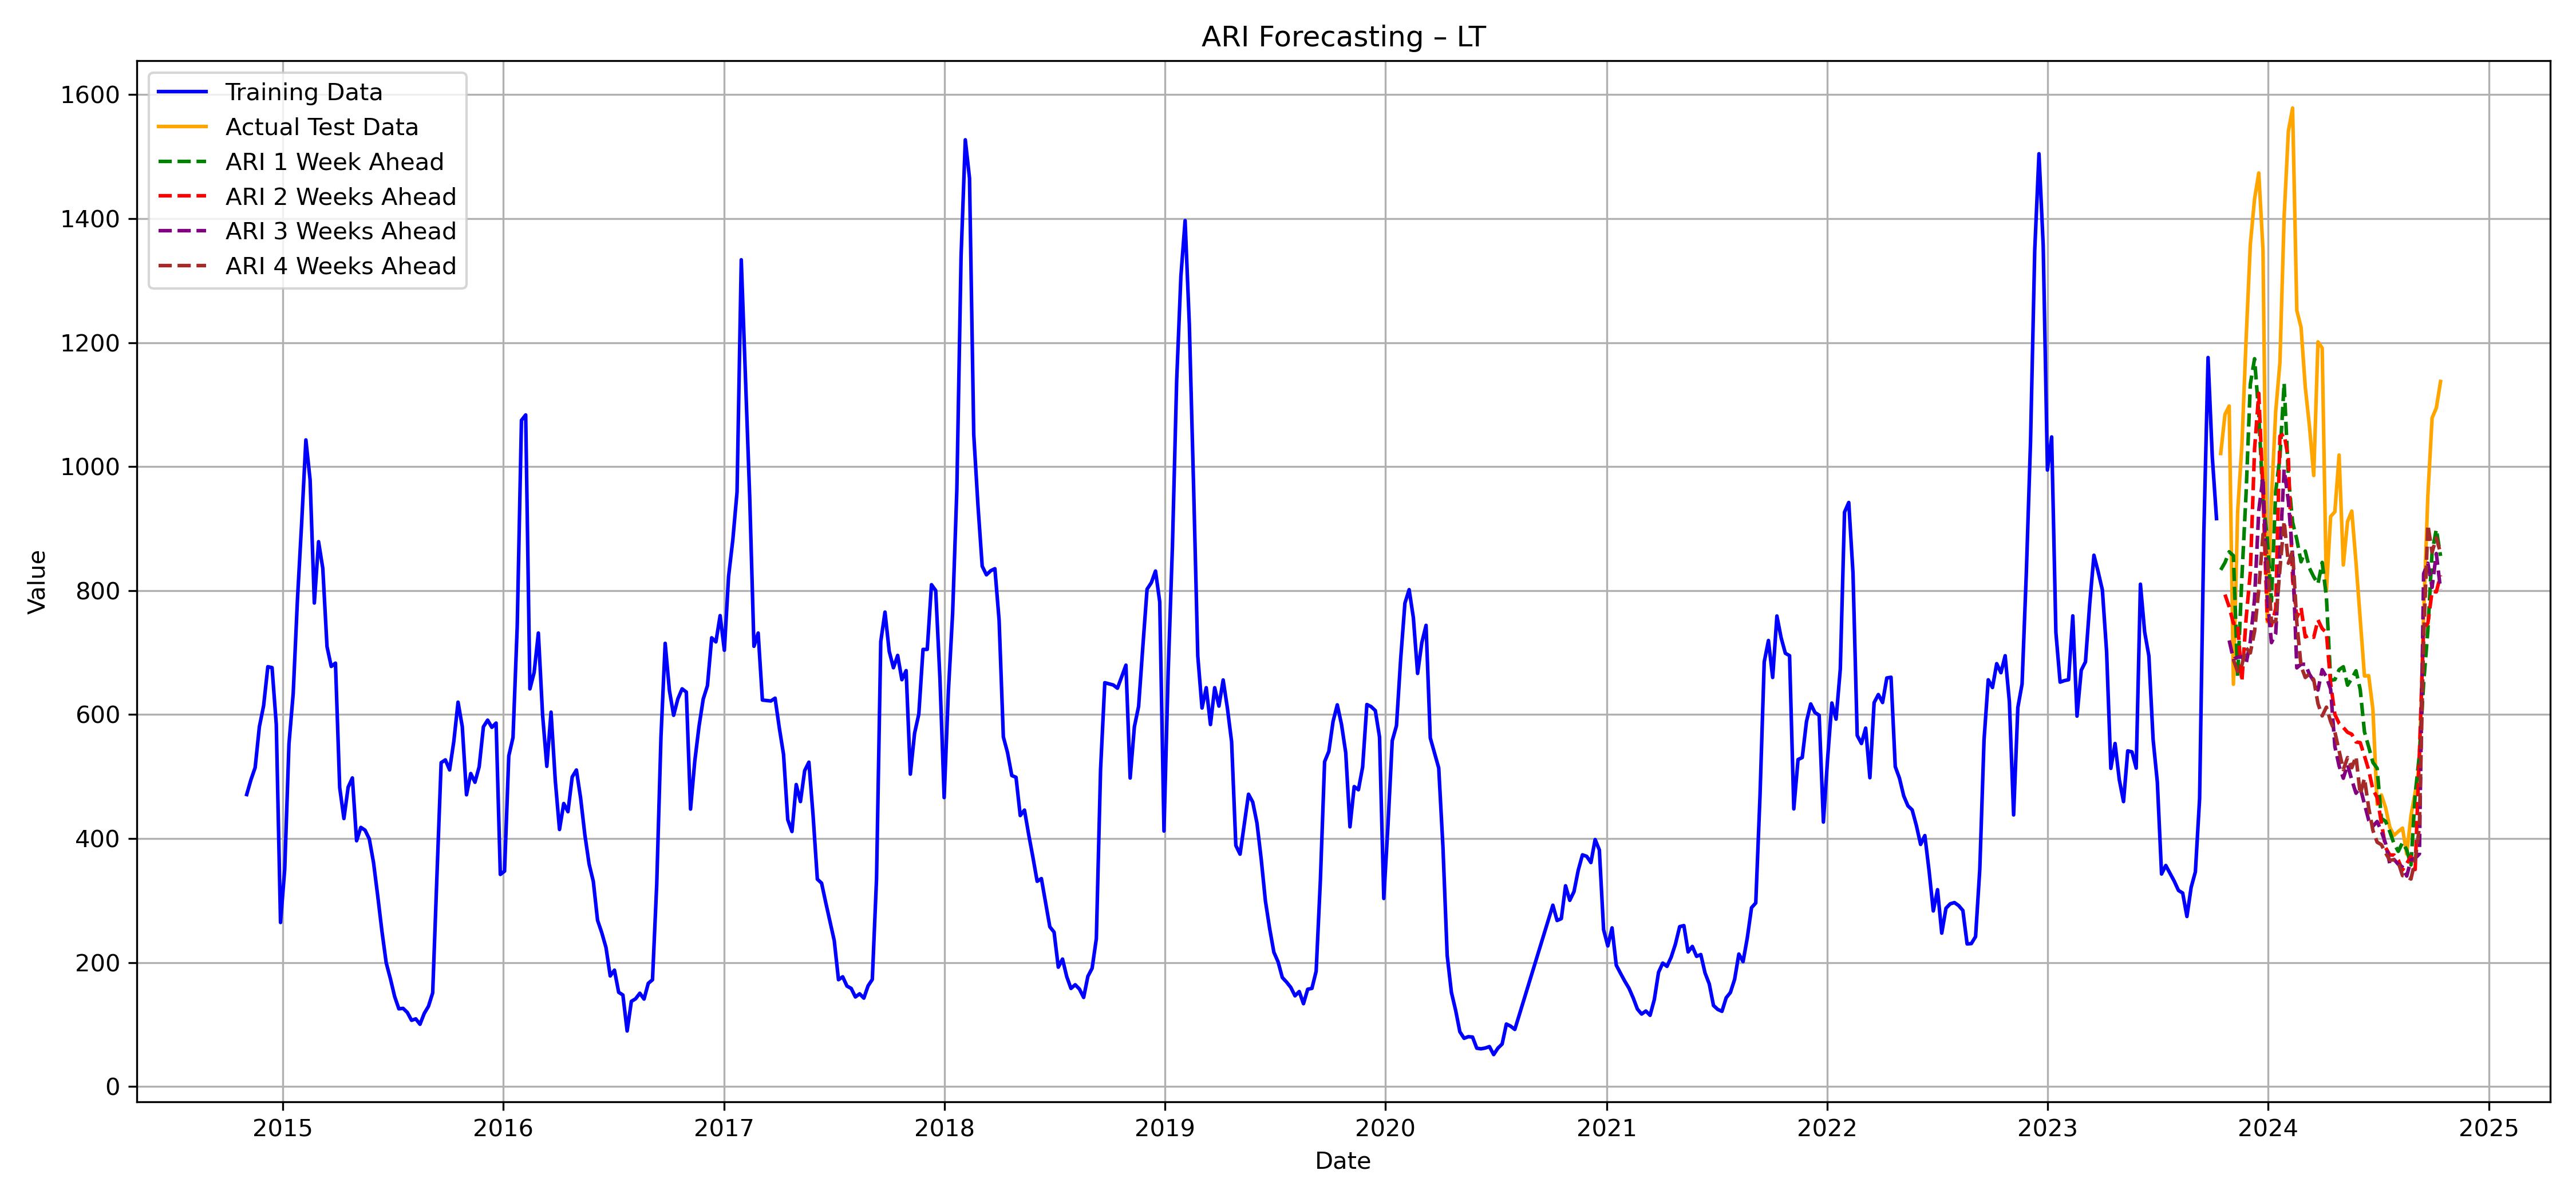 ARI Forecasting – LT
Training Data
Actual Test Data
ARI 1 Week Ahead
ARI 2 Weeks Ahead
ARI 3 Weeks Ahead
ARI 4 Weeks Ahead
1600
1400
1200
1000
800
600
400
200
0
Value
2015 2016 2017 2018 2019 2020 2021 2022 2023 2024 2025
Date